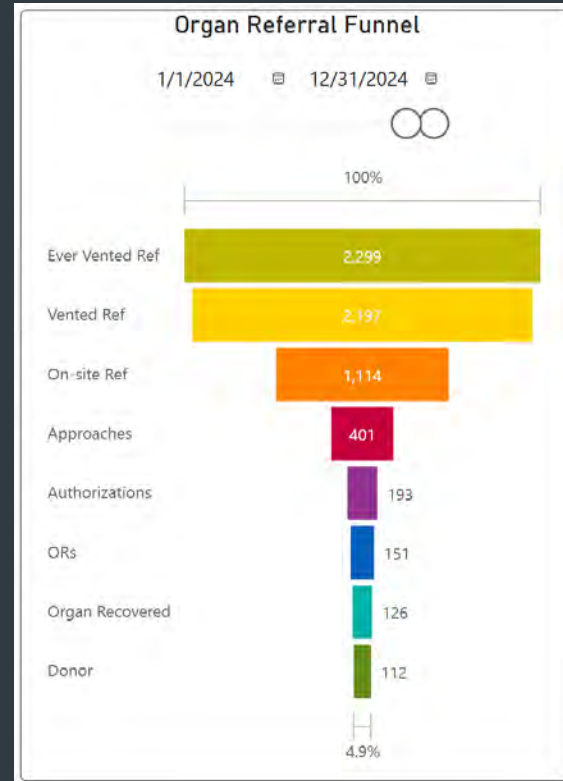 Organ Referral Funnel
1/1/2024 12/31/2024
100%
Ever Vented Ref 2,299
Vented Ref 2,197
On-site Ref 1,114
Approaches 401
Authorizations 193
ORs 151
Organ Recovered 126
Donor 112
4.9%